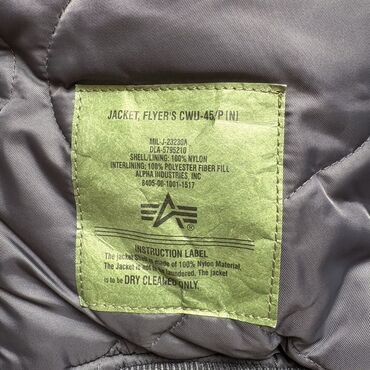 JACKET, FLYER'S CWU-45/P [N]
MIL-J-23230A
DLA-5795210
SHELL/LINING: 100% NYLON
INTERLINING: 100% POLYESTER FIBER FILL
ALPHA INDUSTRIES, INC
8405-00-1001-1517
®
INSTRUCTION LABEL
The jacket Shell is made of 100% Nylon Material.
The Jacket is not to be laundered. The jacket
is to be DRY CLEANED ONLY.